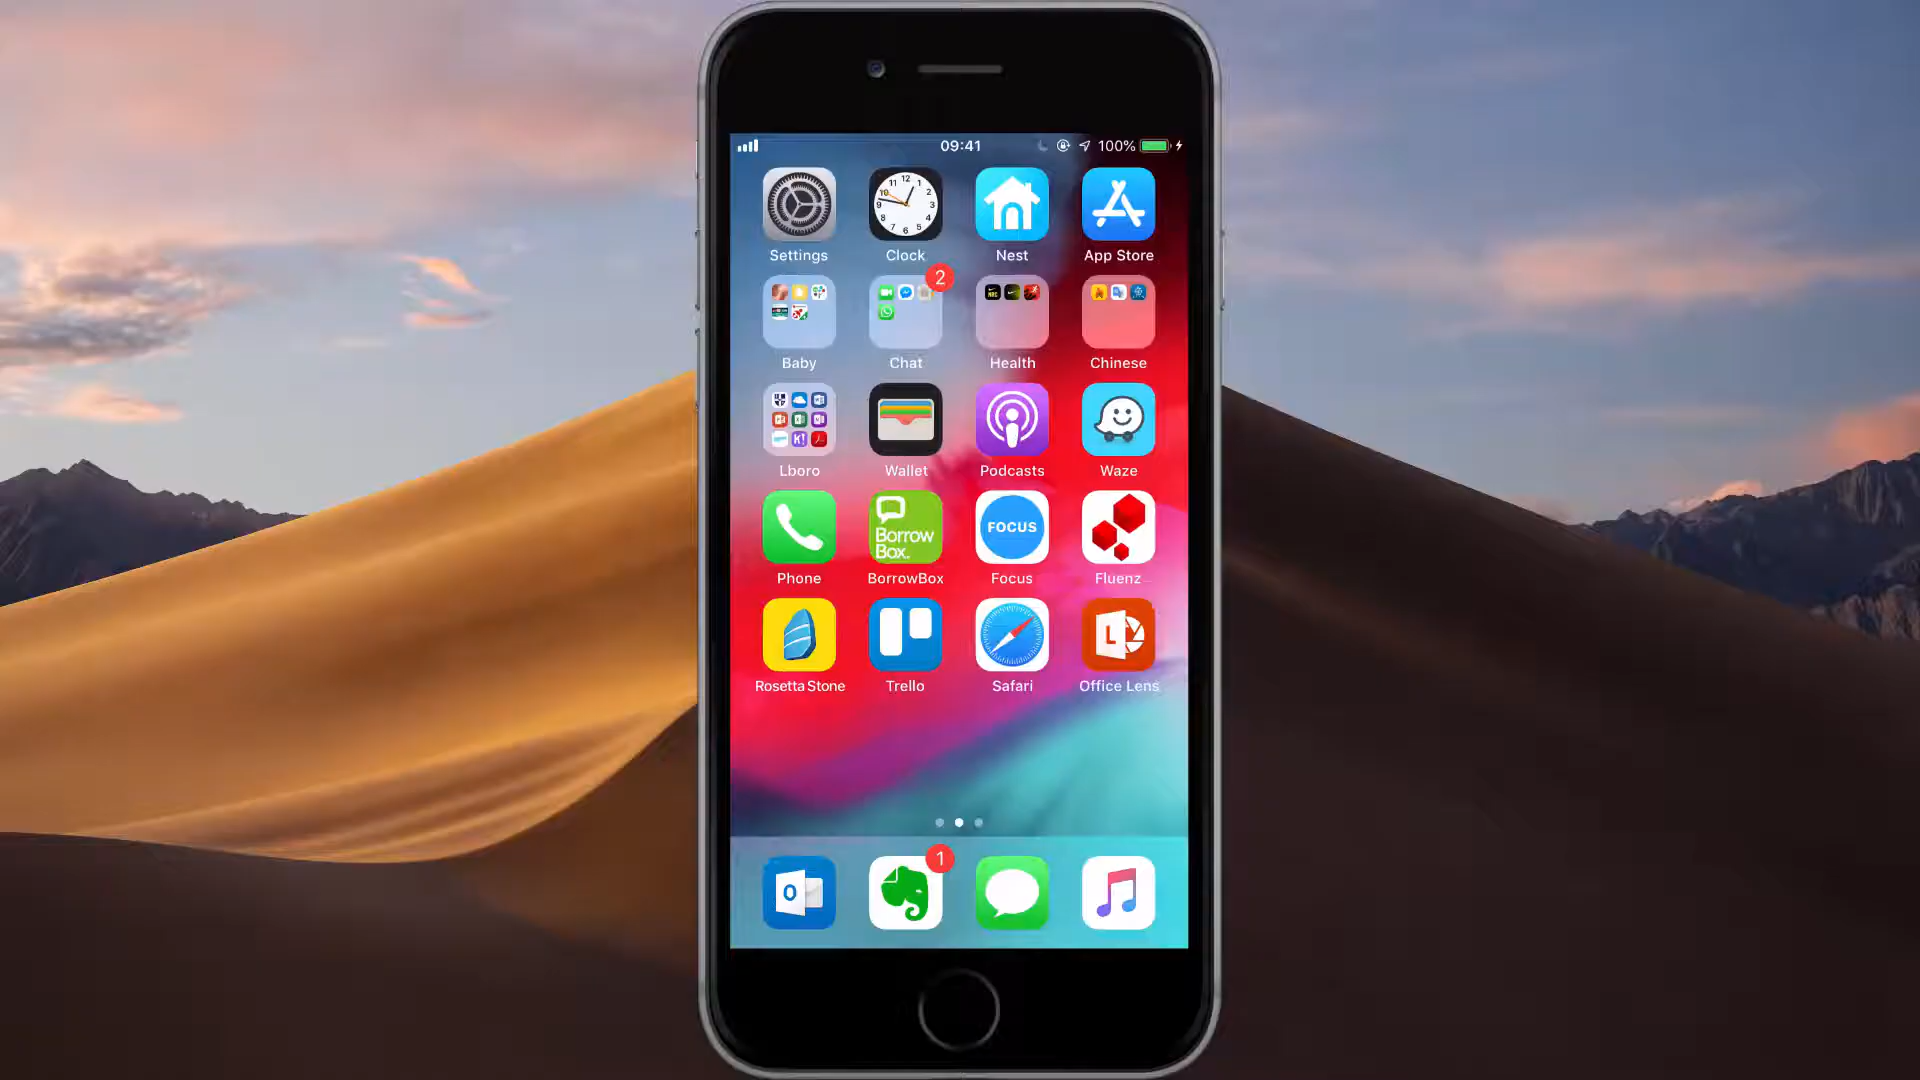 09:41 100%
Settings Clock Nest App Store
2
Baby Chat Health Chinese
Lboro Wallet Podcasts Waze
Borrow
Box.
FOCUS
Phone BorrowBox Focus Fluenz
L
Rosetta Stone Trello Safari Office Lens
1
O